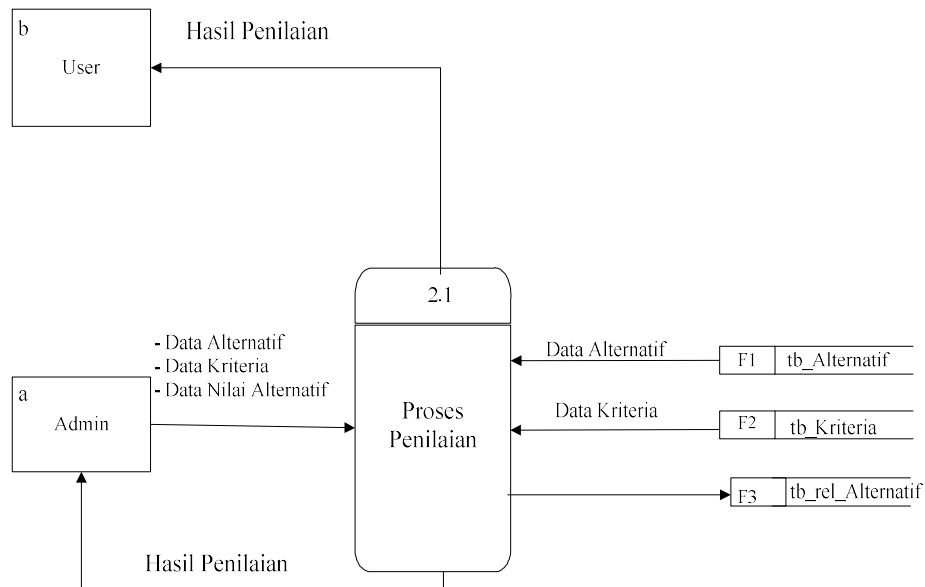 b
User
Hasil Penilaian
2.1
- Data Alternatif
- Data Kriteria
- Data Nilai Alternatif
a
Admin
Proses
Penilaian
Data Alternatif
F1
tb_Alternatif
Data Kriteria
F2
tb_Kriteria
F3
tb_rel_Alternatif
Hasil Penilaian